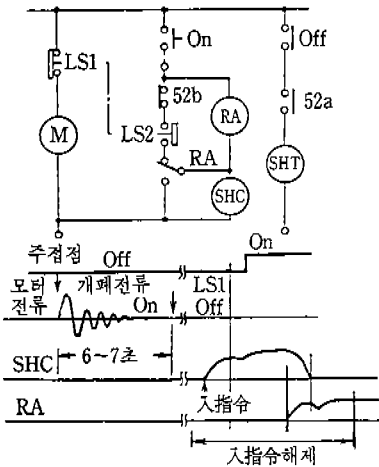 On
Off
LS1
52b
52a
M
LS2
RA
RA
SHT
SHC
주접점
Off
LS1
On
모터
전류
개폐전류
On
Off
6~7초
SHC
入指令
RA
入指令해제